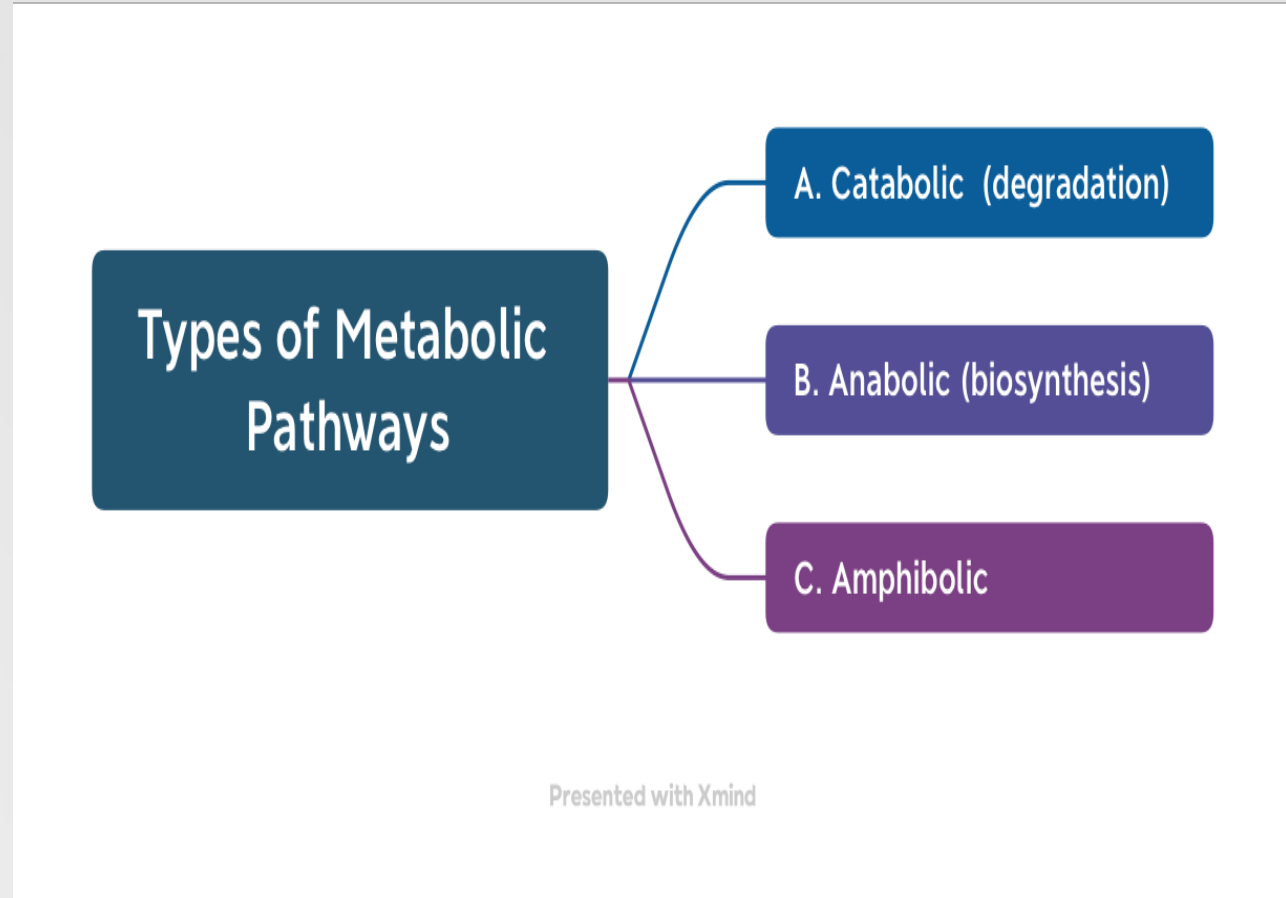 Types of Metabolic
Pathways
A. Catabolic  (degradation)
B. Anabolic (biosynthesis)
C. Amphibolic
Presented with Xmind